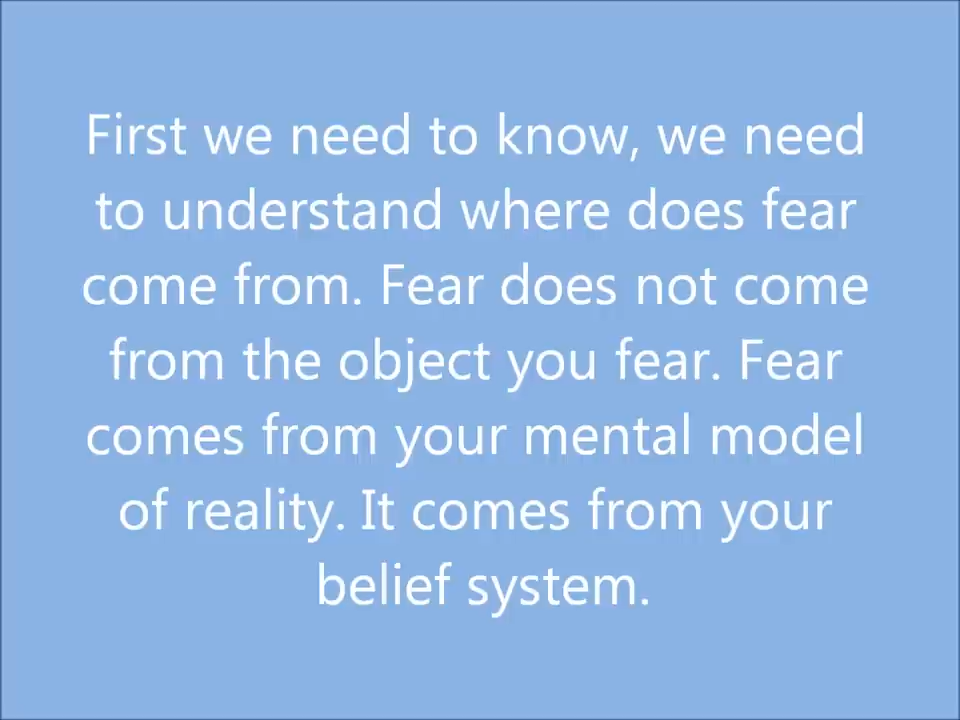 First we need to know, we need
to understand where does fear
come from. Fear does not come
from the object you fear. Fear
comes from your mental model
of reality. It comes from your
belief system.